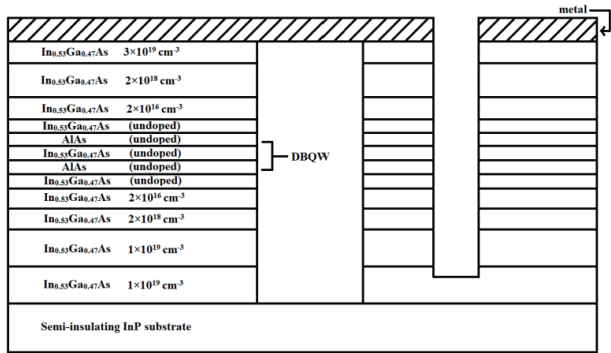 metal
In₀.₅₃Ga₀.₄₇As 3×10¹⁹ cm⁻³
In₀.₅₃Ga₀.₄₇As 2×10¹⁸ cm⁻³
In₀.₅₃Ga₀.₄₇As 2×10¹⁶ cm⁻³
In₀.₅₃Ga₀.₄₇As (undoped)
AlAs (undoped)
In₀.₅₃Ga₀.₄₇As (undoped)
DBQW
AlAs (undoped)
In₀.₅₃Ga₀.₄₇As (undoped)
In₀.₅₃Ga₀.₄₇As 2×10¹⁶ cm⁻³
In₀.₅₃Ga₀.₄₇As 2×10¹⁸ cm⁻³
In₀.₅₃Ga₀.₄₇As 1×10¹⁹ cm⁻³
In₀.₅₃Ga₀.₄₇As 1×10¹⁹ cm⁻³
Semi-insulating InP substrate